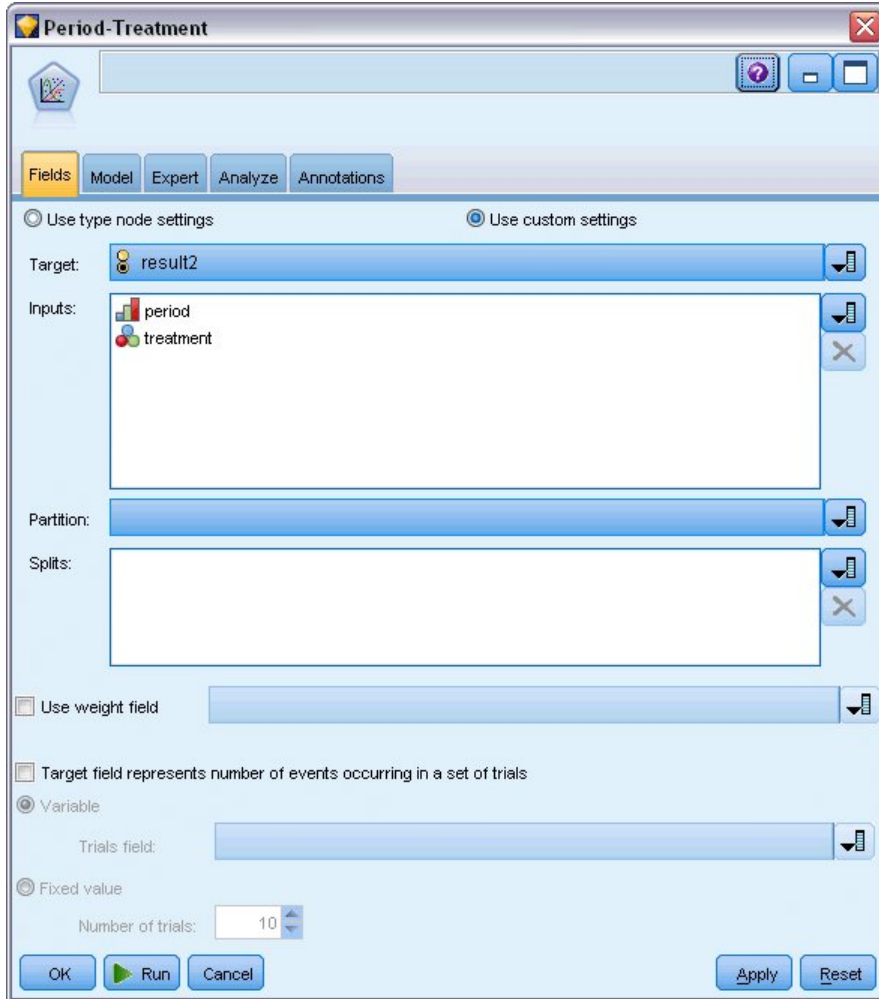 Period-Treatment
Fields Model Expert Analyze Annotations
Use type node settings Use custom settings
Target: result2
Inputs: period
treatment
Partition:
Splits:
Use weight field
Target field represents number of events occurring in a set of trials
Variable
Trials field:
Fixed value
Number of trials: 10
OK Run Cancel Apply Reset